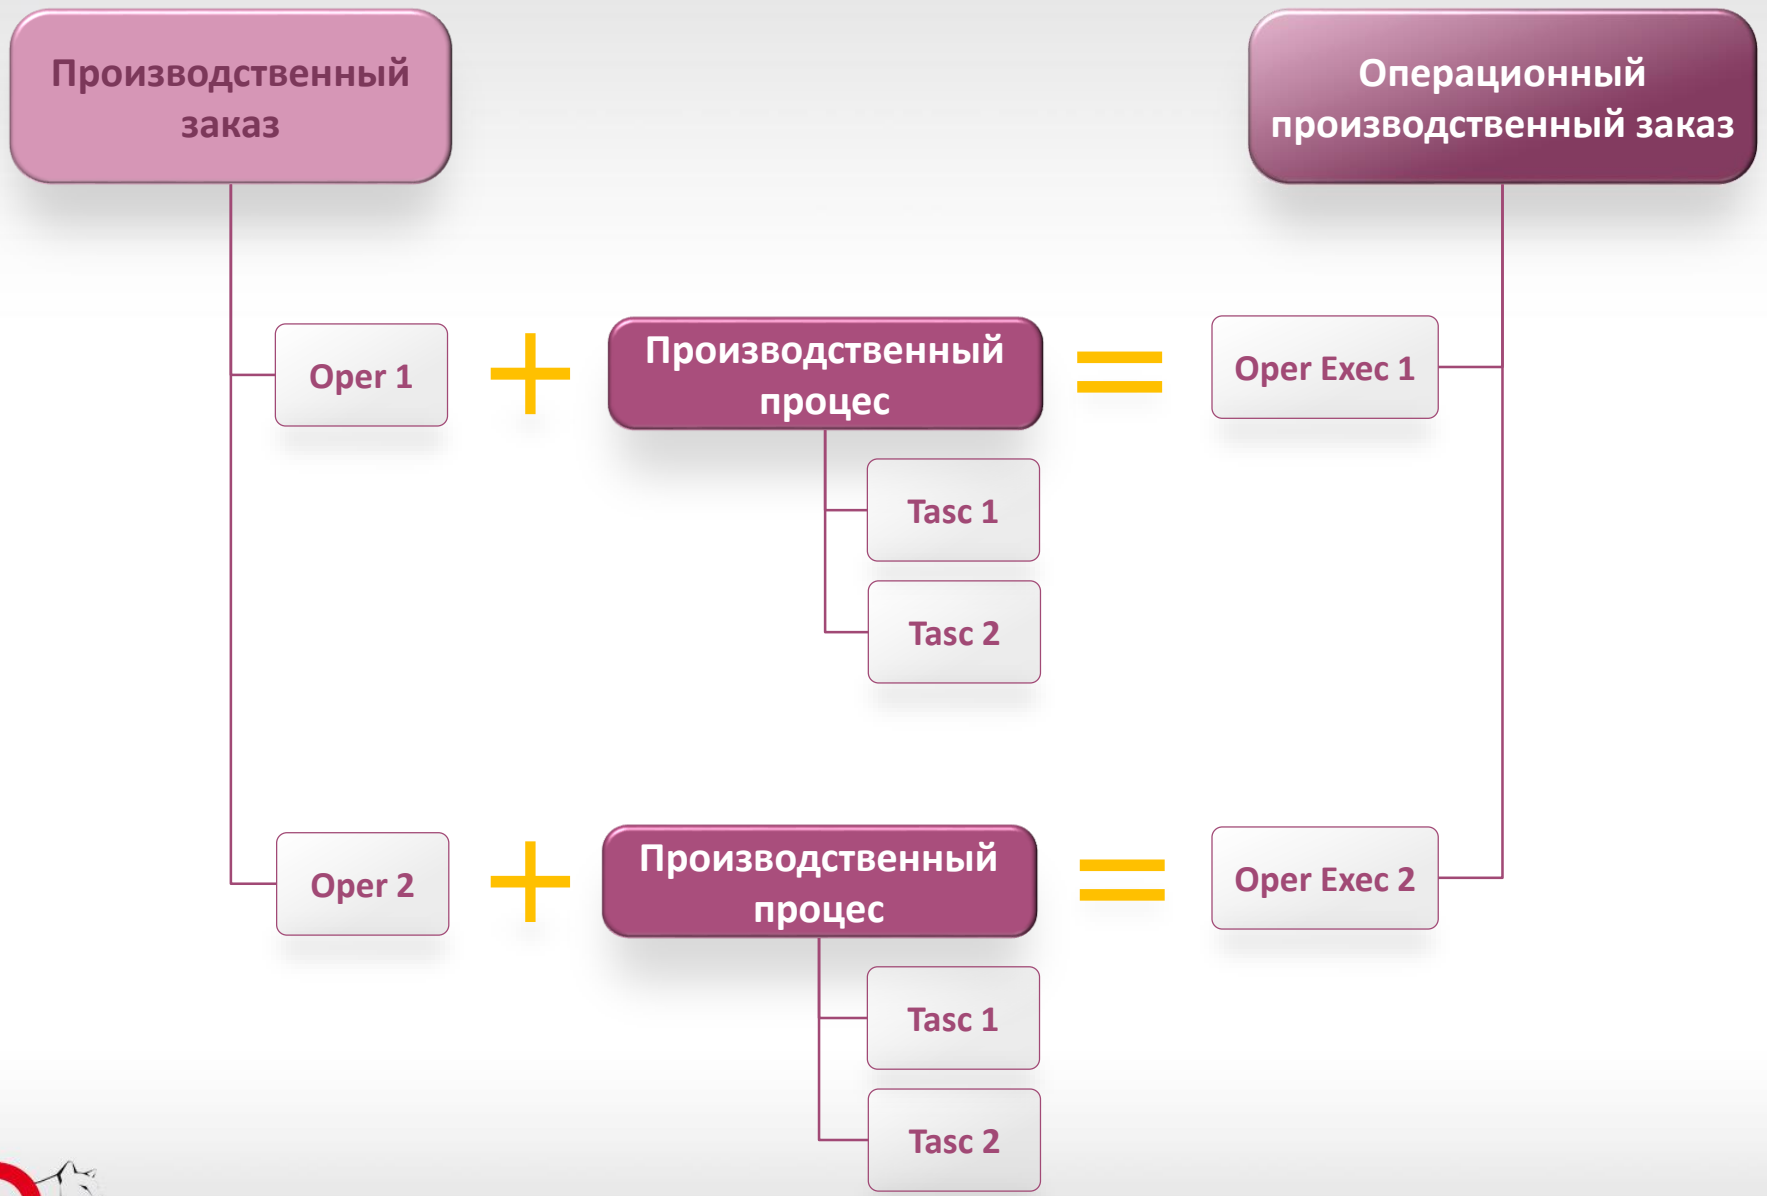 Производственный
заказ
Операционный
производственный заказ
Oper 1
+
Производственный
процес
=
Oper Exec 1
Tasc 1
Tasc 2
Oper 2
+
Производственный
процес
=
Oper Exec 2
Tasc 1
Tasc 2